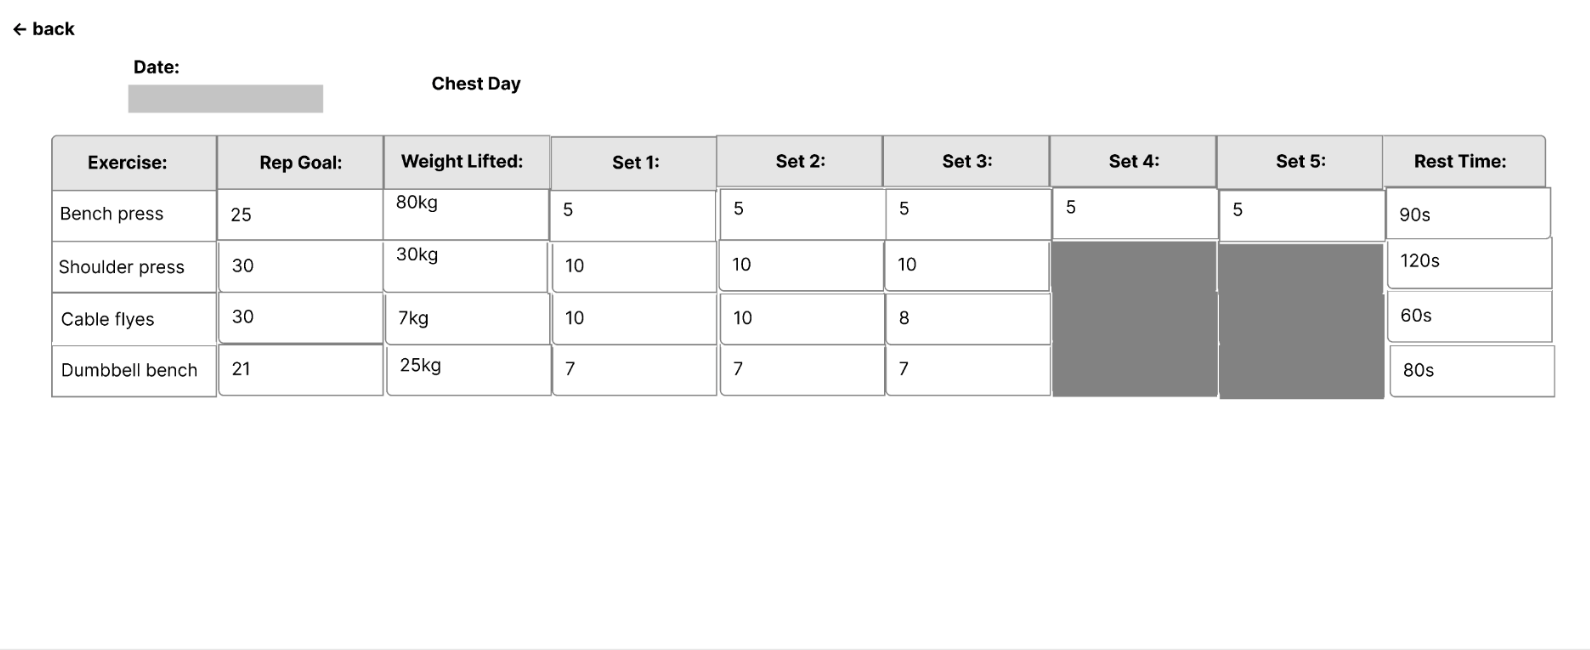 ← back
Date:
Chest Day
Exercise: Rep Goal: Weight Lifted: Set 1: Set 2: Set 3: Set 4: Set 5: Rest Time:
Bench press 25 80kg 5 5 5 5 5 90s
Shoulder press 30 30kg 10 10 10 120s
Cable flyes 30 7kg 10 10 8 60s
Dumbbell bench 21 25kg 7 7 7 80s